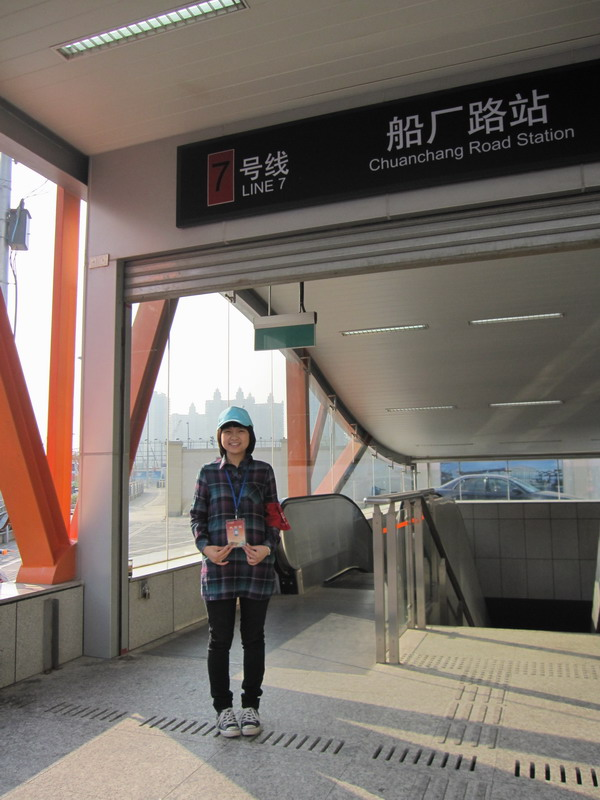 7 号线
LINE 7
船厂路站
Chuanchang Road Station